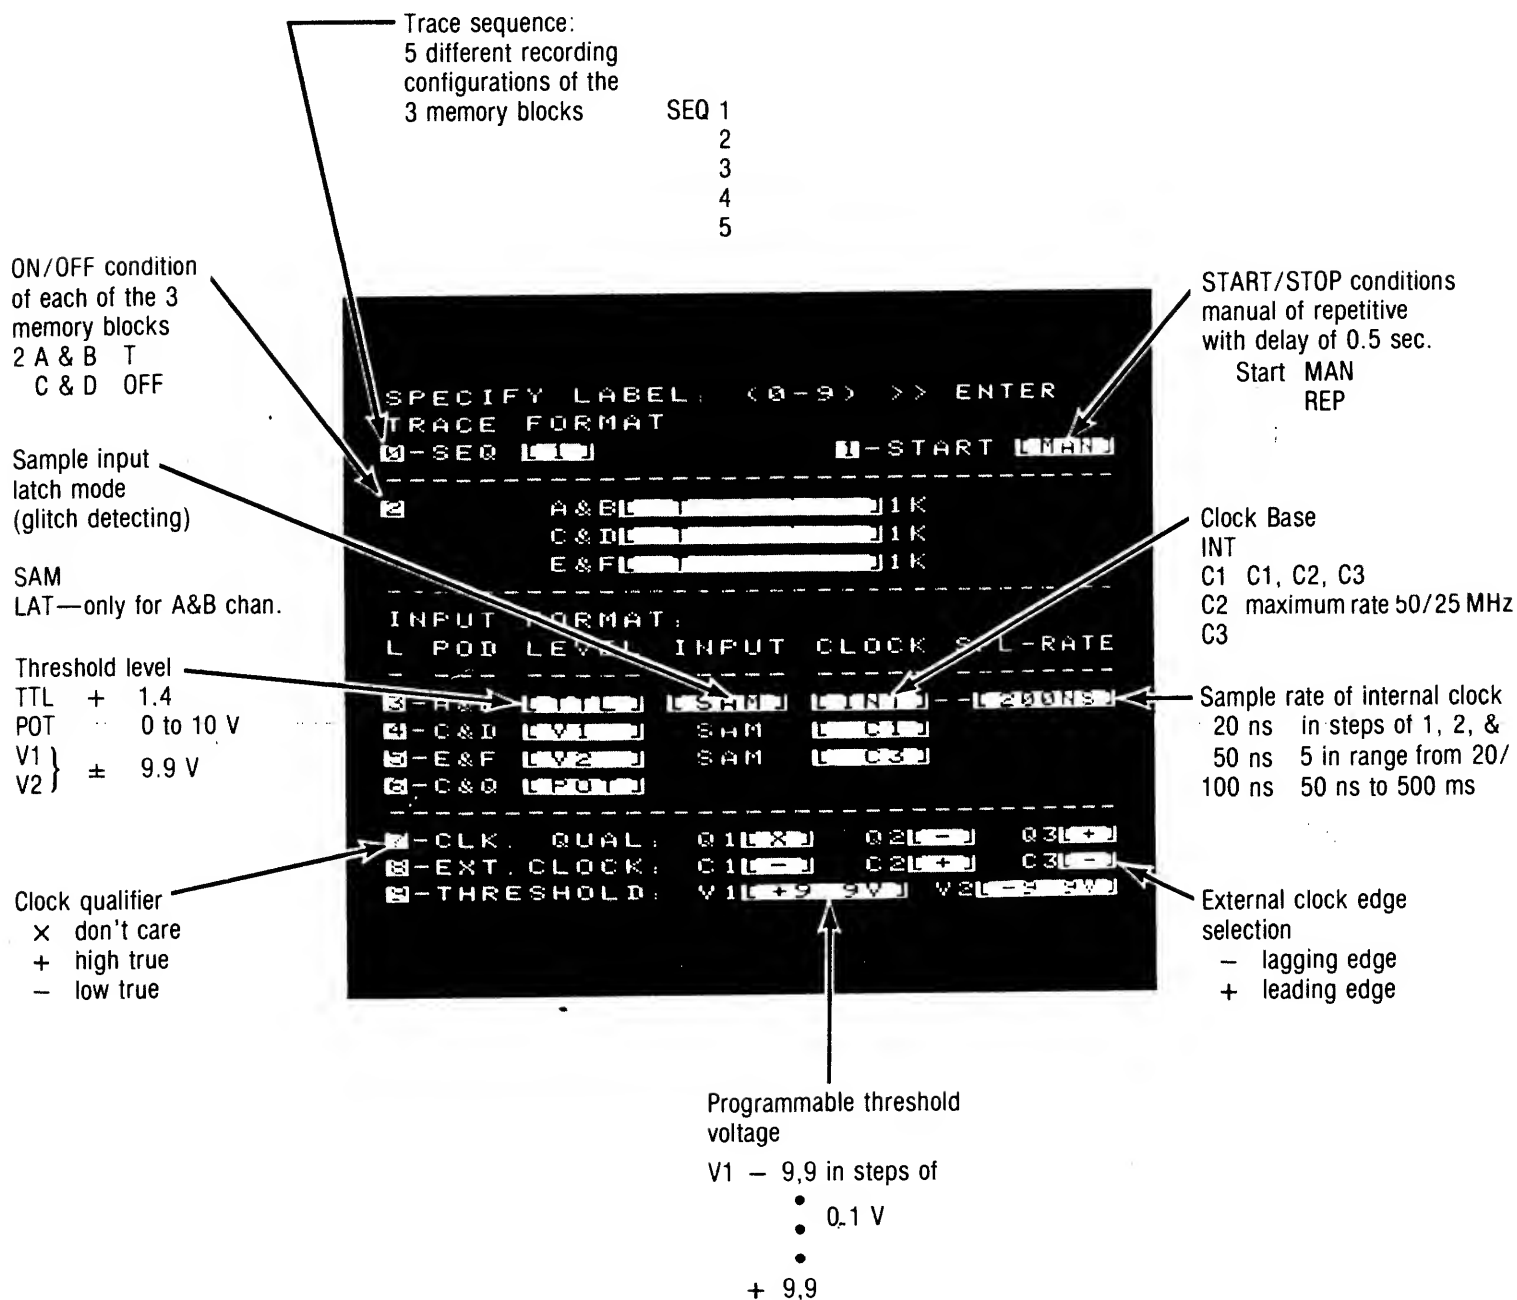 Trace sequence:
5 different recording
configurations of the
3 memory blocks
SEQ 1
2
3
4
5
ON/OFF condition
of each of the 3
memory blocks
2 A & B T
C & D OFF
START/STOP conditions
manual of repetitive
with delay of 0.5 sec.
Start MAN
REP
Sample input
latch mode
(glitch detecting)
SAM
LAT—only for A&B chan.
Clock Base
INT
C1 C1, C2, C3
C2 maximum rate 50/25 MHz
C3
Threshold level
TTL + 1.4
POT 0 to 10 V
V1
V2 } ± 9.9 V
Sample rate of internal clock
20 ns in steps of 1, 2, &
50 ns 5 in range from 20/
100 ns 50 ns to 500 ms
Clock qualifier
× don't care
+ high true
− low true
External clock edge
selection
− lagging edge
+ leading edge
SPECIFY LABEL: (0-9) >> ENTER
TRACE FORMAT
0-SEQ [ 1 ] 1-START [MAN]
2 A&B[ T ]1K
C&D[ T ]1K
E&F[ T ]1K
INPUT FORMAT:
L POD LEVEL INPUT CLOCK SPL-RATE
3-A& [TTL] [SAM] [INT]--[200NS]
4-C&D [V1 ] SAM [ C1]
5-E&F [V2 ] SAM [ C3]
6-C&Q [POT]
7-CLK. QUAL: Q1[ X ] Q2[ - ] Q3[ + ]
8-EXT.CLOCK: C1[ - ] C2[ + ] C3[ - ]
9-THRESHOLD: V1[ +9.9V] V2[-9.9V]
Programmable threshold
voltage
V1 − 9,9 in steps of
• 0.1 V
•
•
+ 9,9